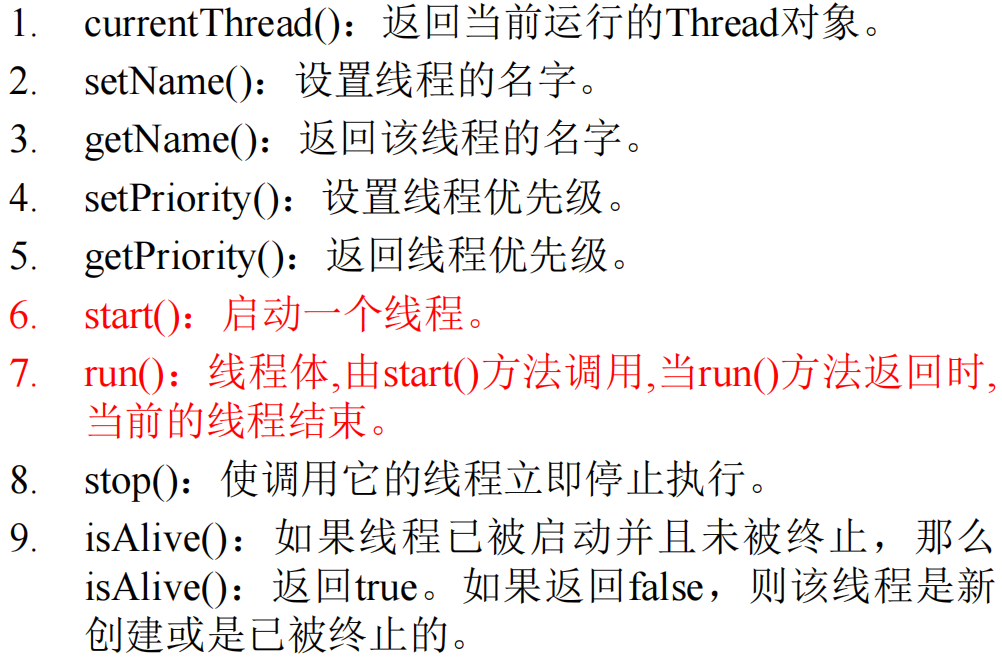 1. currentThread()：返回当前运行的Thread对象。
2. setName()：设置线程的名字。
3. getName()：返回该线程的名字。
4. setPriority()：设置线程优先级。
5. getPriority()：返回线程优先级。
6. start()：启动一个线程。
7. run()：线程体,由start()方法调用,当run()方法返回时,
当前的线程结束。
8. stop()：使调用它的线程立即停止执行。
9. isAlive()：如果线程已被启动并且未被终止，那么
isAlive()：返回true。如果返回false，则该线程是新
创建或是已被终止的。